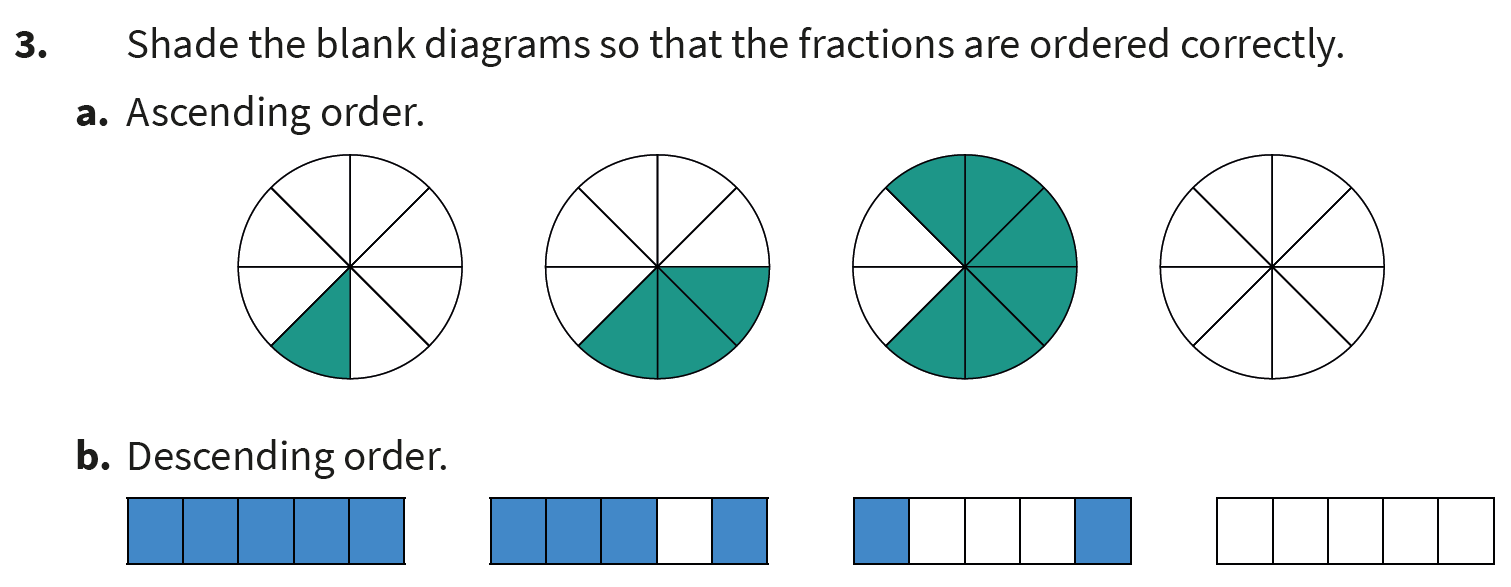 3. Shade the blank diagrams so that the fractions are ordered correctly.
a. Ascending order.
b. Descending order.